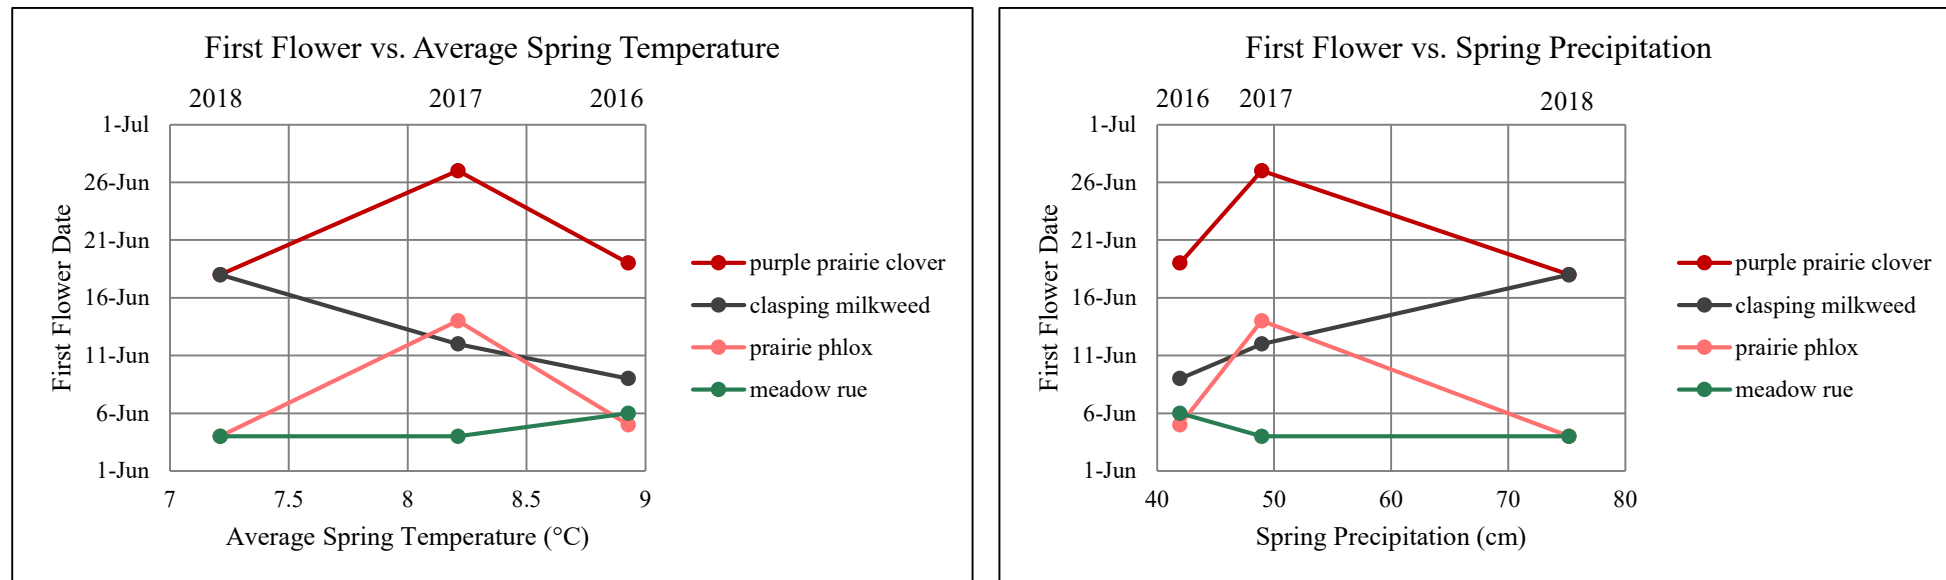 First Flower vs. Average Spring Temperature
2018 2017 2016
1-Jul
26-Jun
21-Jun
16-Jun
11-Jun
6-Jun
1-Jun
First Flower Date
7 7.5 8 8.5 9
Average Spring Temperature (°C)
purple prairie clover
clasping milkweed
prairie phlox
meadow rue
First Flower vs. Spring Precipitation
2016 2017 2018
1-Jul
26-Jun
21-Jun
16-Jun
11-Jun
6-Jun
1-Jun
First Flower Date
40 50 60 70 80
Spring Precipitation (cm)
purple prairie clover
clasping milkweed
prairie phlox
meadow rue